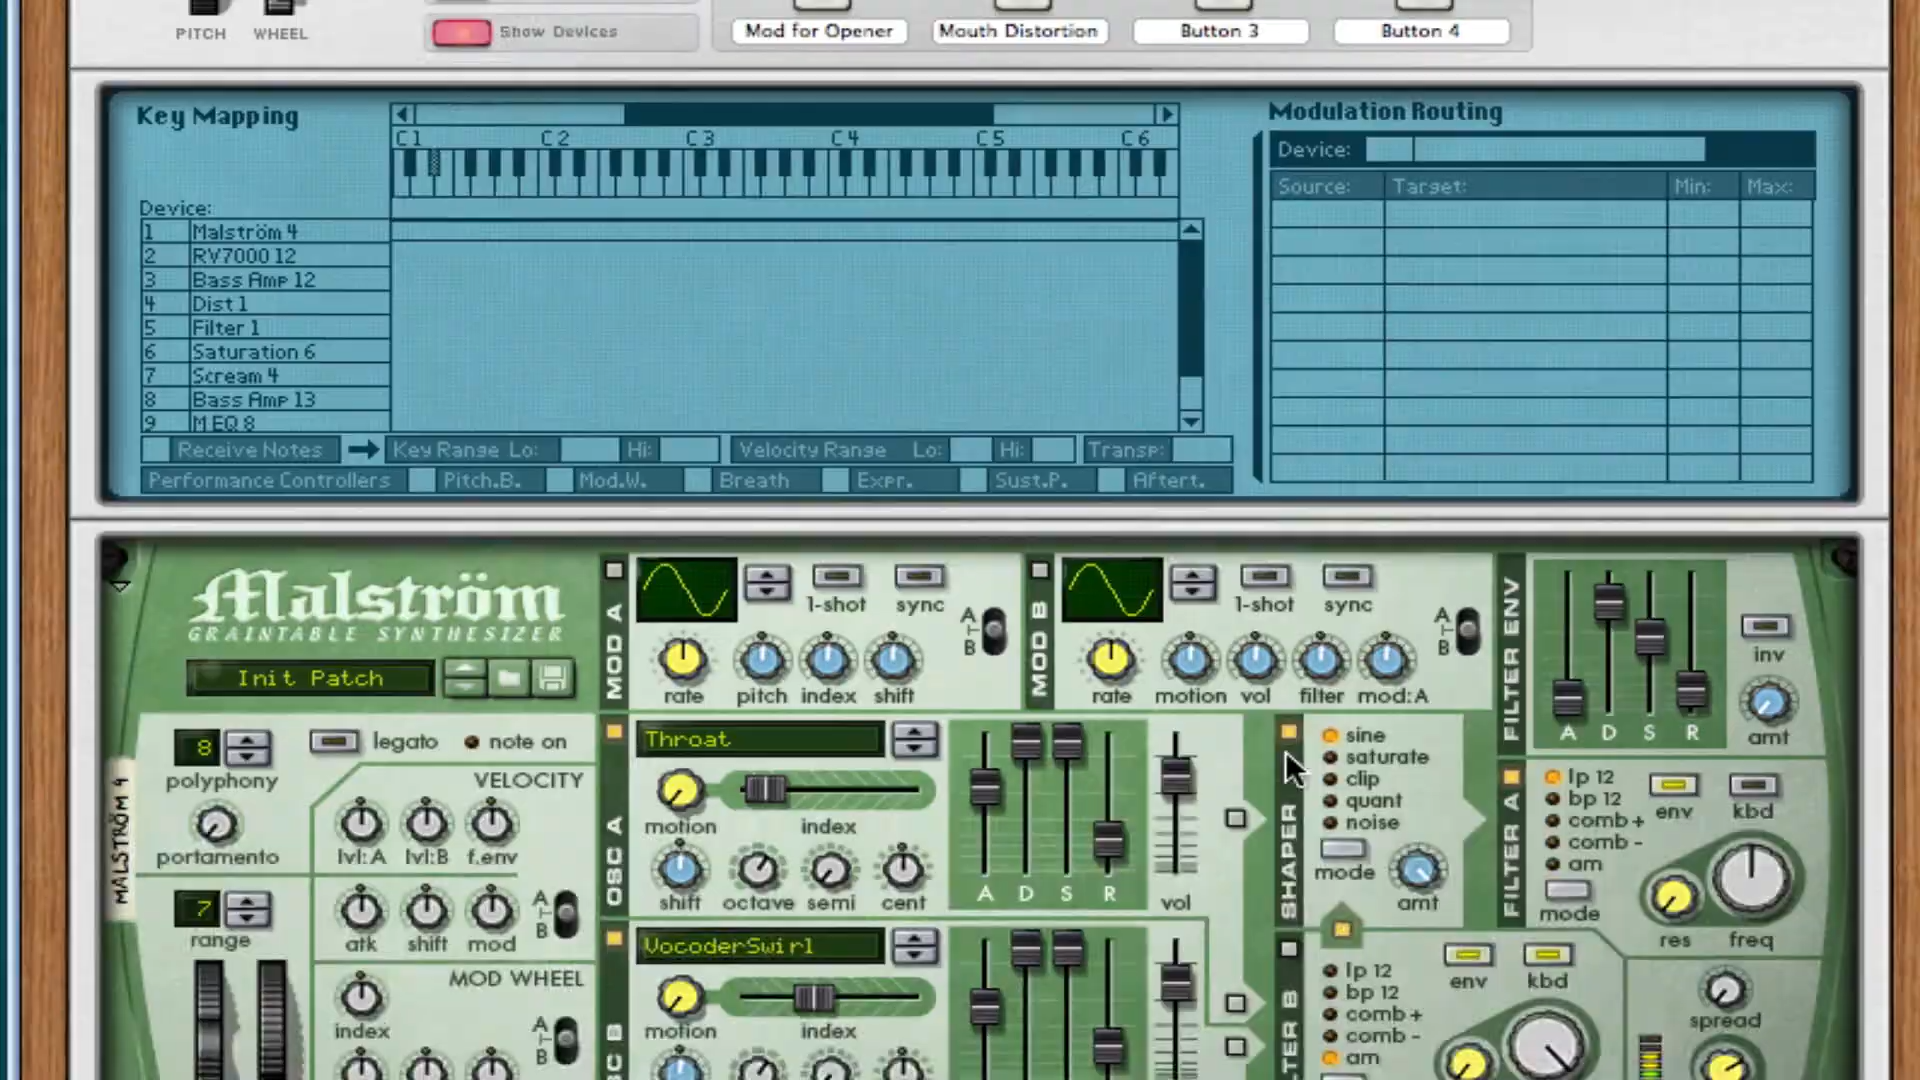 PITCH WHEEL Show Devices Mod for Opener Mouth Distortion Button 3 Button 4
Key Mapping
C1 C2 C3 C4 C5 C6
Device:
1 Malström 4
2 RV7000 12
3 Bass Amp 12
4 Dist 1
5 Filter 1
6 Saturation 6
7 Scream 4
8 Bass Amp 13
9 M EQ 8
Receive Notes Key Range Lo: Hi: Velocity Range Lo: Hi: Transp:
Performance Controllers Pitch.B. Mod.W. Breath Expr. Sust.P. Aftert.
Modulation Routing
Device:
Source: Target: Min: Max:
Malström
GRAINTABLE SYNTHESIZER
Init Patch
MALSTRÖM 4
8 legato note on
polyphony
portamento
VELOCITY
lvl:A lvl:B f.env
7
range
atk shift mod A B
MOD WHEEL
index A B
MOD A
1-shot sync
A B
rate pitch index shift
MOD B
1-shot sync
A B
rate motion vol filter mod:A
FILTER ENV
A D S R
inv
amt
OSC A
Throat
motion index
shift octave semi cent
A D S R vol
VocoderSwirl
motion index
SHAPER
sine
saturate
clip
quant
noise
mode amt
FILTER A
lp 12
bp 12
comb +
comb -
am
env kbd
mode
res freq
lp 12
bp 12
comb +
comb -
am
env kbd
spread